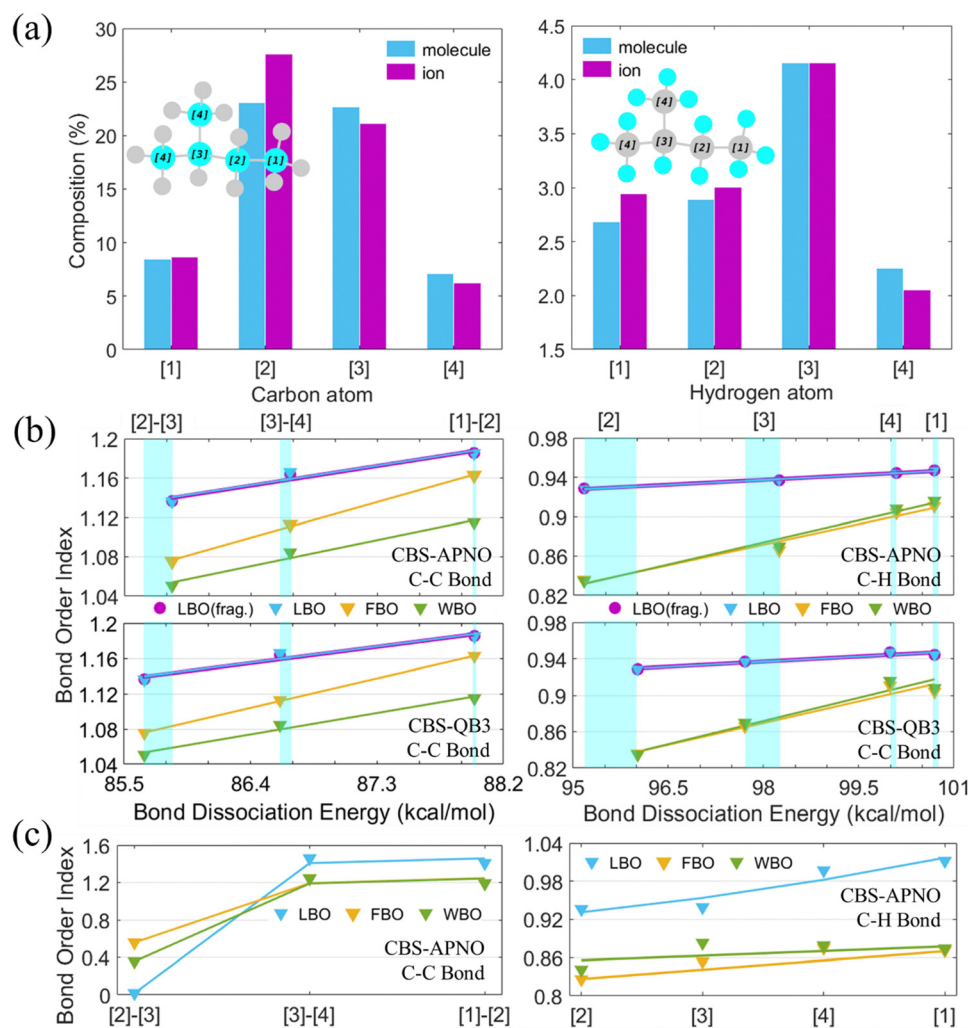 (a)
30
25
20
15
10
5
0
Composition (%)
molecule
ion
[4]
[4]
[3]
[2]
[1]
[1]
[2]
[3]
[4]
Carbon atom
4.5
4.0
3.5
3.0
2.5
2.0
1.5
molecule
ion
[4]
[4]
[3]
[2]
[1]
[1]
[2]
[3]
[4]
Hydrogen atom
(b)
[2]-[3]
[3]-[4]
[1]-[2]
1.2
1.16
1.12
1.08
1.04
CBS-APNO
C-C Bond
[2]
[3]
[4]
[1]
0.98
0.94
0.9
0.86
0.82
CBS-APNO
C-H Bond
Bond Order Index
LBO(frag.) LBO FBO WBO
LBO(frag.) LBO FBO WBO
1.2
1.16
1.12
1.08
1.04
CBS-QB3
C-C Bond
85.5 86.4 87.3 88.2
Bond Dissociation Energy (kcal/mol)
0.98
0.94
0.9
0.86
0.82
CBS-QB3
C-C Bond
95 96.5 98 99.5 101
Bond Dissociation Energy (kcal/mol)
(c)
Bond Order Index
1.6
1.2
0.8
0.4
0
LBO FBO WBO
CBS-APNO
C-C Bond
[2]-[3]
[3]-[4]
[1]-[2]
1.04
0.98
0.92
0.86
0.8
LBO FBO WBO
CBS-APNO
C-H Bond
[2]
[3]
[4]
[1]